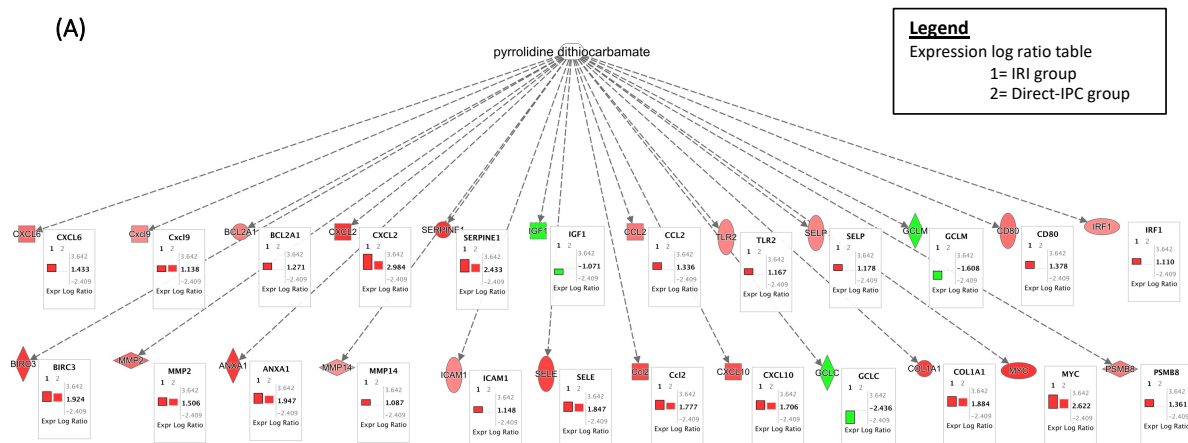 (A)
Legend
Expression log ratio table
1= IRI group
2= Direct-IPC group
pyrrolidine dithiocarbamate
CXCL6
Cxcl9
BCL2A1
CXCL2
SERPINE1
IGF1
CCL2
TLR2
SELP
GCLM
CD80
IRF1
CXCL6
1 2
3.642
1.433
−2.409
Expr Log Ratio
Cxcl9
1 2
3.642
1.138
−2.409
Expr Log Ratio
BCL2A1
1 2
3.642
1.271
−2.409
Expr Log Ratio
CXCL2
1 2
3.642
2.984
−2.409
Expr Log Ratio
SERPINE1
1 2
3.642
2.433
−2.409
Expr Log Ratio
IGF1
1 2
3.642
−1.071
−2.409
Expr Log Ratio
CCL2
1 2
3.642
1.336
−2.409
Expr Log Ratio
TLR2
1 2
3.642
1.167
−2.409
Expr Log Ratio
SELP
1 2
3.642
1.178
−2.409
Expr Log Ratio
GCLM
1 2
3.642
−1.608
−2.409
Expr Log Ratio
CD80
1 2
3.642
1.378
−2.409
Expr Log Ratio
IRF1
1 2
3.642
1.110
−2.409
Expr Log Ratio
BIRC3
MMP2
ANXA1
MMP14
ICAM1
SELE
Ccl2
CXCL10
GCLC
COL1A1
MYC
PSMB8
BIRC3
1 2
3.642
1.924
−2.409
Expr Log Ratio
MMP2
1 2
3.642
1.506
−2.409
Expr Log Ratio
ANXA1
1 2
3.642
1.947
−2.409
Expr Log Ratio
MMP14
1 2
3.642
1.087
−2.409
Expr Log Ratio
ICAM1
1 2
3.642
1.148
−2.409
Expr Log Ratio
SELE
1 2
3.642
1.847
−2.409
Expr Log Ratio
Ccl2
1 2
3.642
1.777
−2.409
Expr Log Ratio
CXCL10
1 2
3.642
1.706
−2.409
Expr Log Ratio
GCLC
1 2
3.642
−2.436
−2.409
Expr Log Ratio
COL1A1
1 2
3.642
1.884
−2.409
Expr Log Ratio
MYC
1 2
3.642
2.622
−2.409
Expr Log Ratio
PSMB8
1 2
3.642
1.361
−2.409
Expr Log Ratio